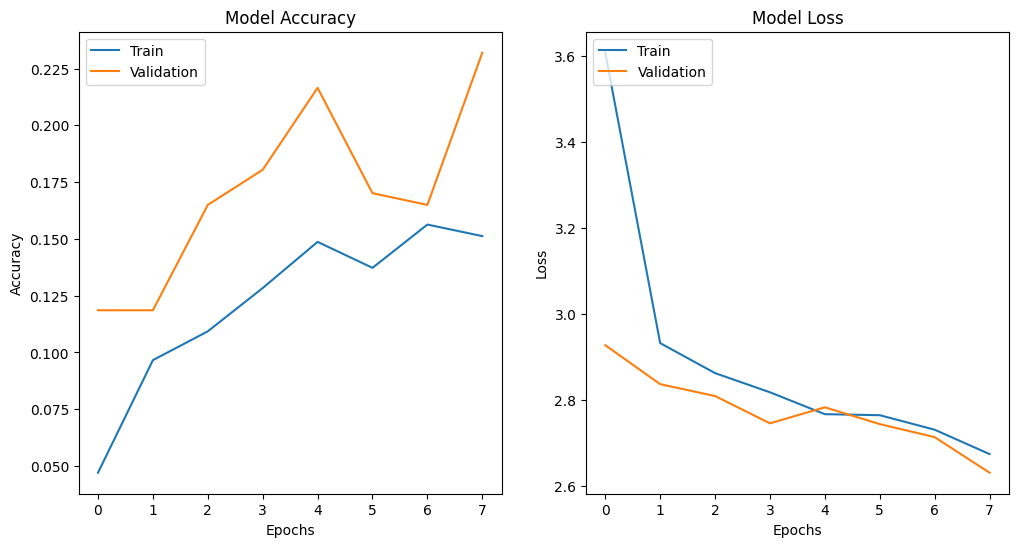 Model Accuracy
Train
Validation
0.225
0.200
0.175
0.150
0.125
0.100
0.075
0.050
Accuracy
0 1 2 3 4 5 6 7
Epochs
Model Loss
Train
Validation
3.6
3.4
3.2
3.0
2.8
2.6
Loss
0 1 2 3 4 5 6 7
Epochs